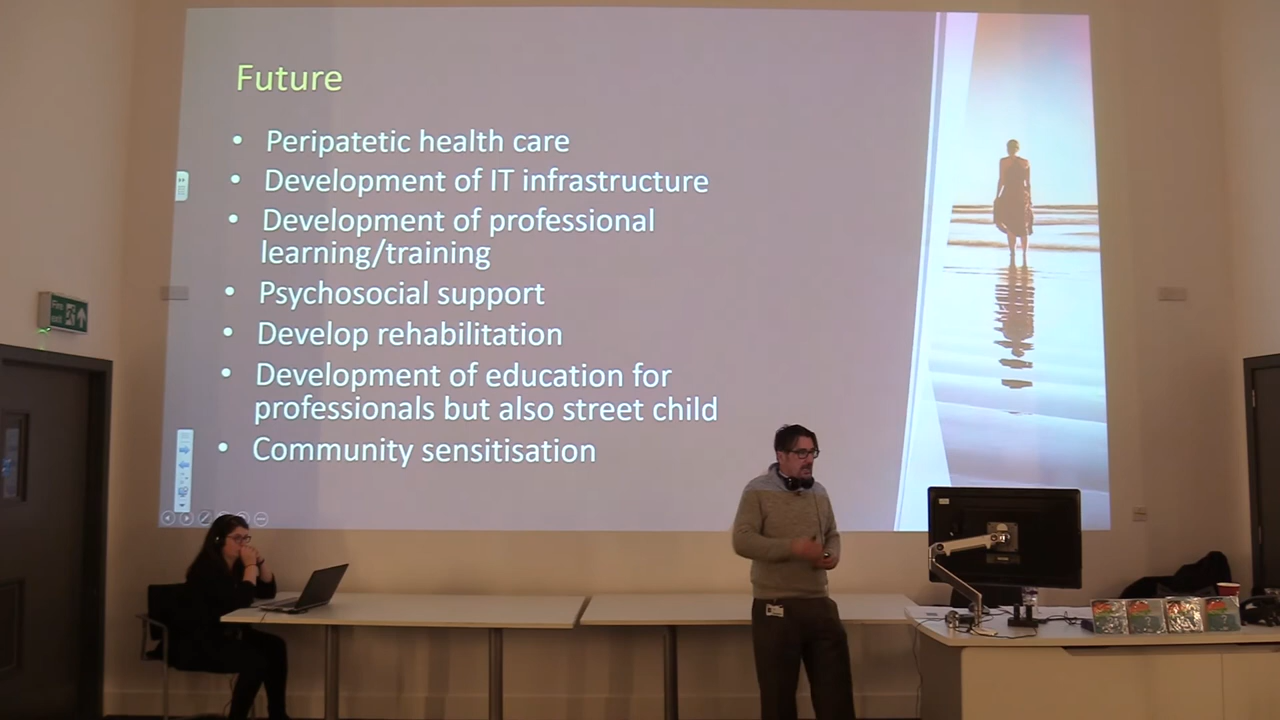 Future
• Peripatetic health care
• Development of IT infrastructure
• Development of professional
learning/training
• Psychosocial support
• Develop rehabilitation
• Development of education for
professionals but also street child
• Community sensitisation